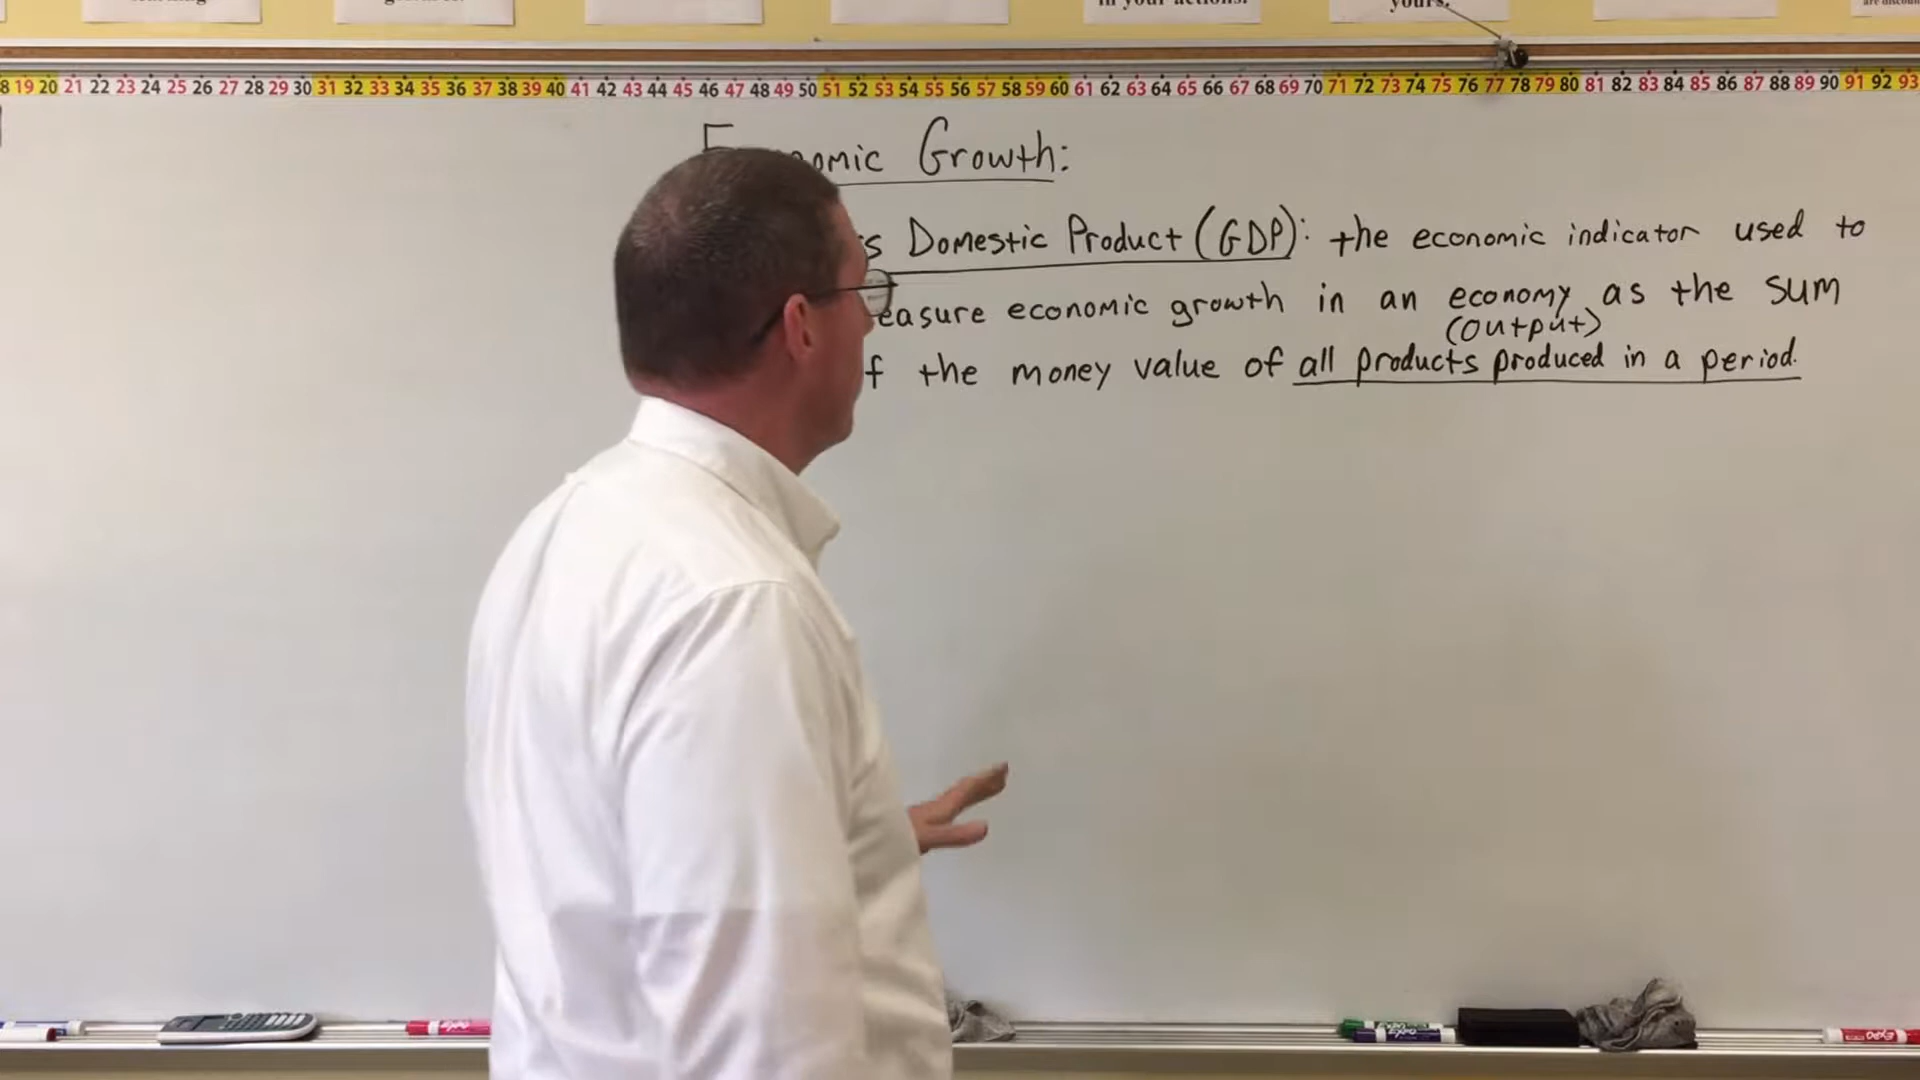 in your actions.
yours.
are discoun
8 19 20 21 22 23 24 25 26 27 28 29 30 31 32 33 34 35 36 37 38 39 40 41 42 43 44 45 46 47 48 49 50 51 52 53 54 55 56 57 58 59 60 61 62 63 64 65 66 67 68 69 70 71 72 73 74 75 76 77 78 79 80 81 82 83 84 85 86 87 88 89 90 91 92 93
E omic Growth:
s Domestic Product (GDP): the economic indicator used to
easure economic growth in an economy as the sum
(output)
f the money value of all products produced in a period.
EXPO